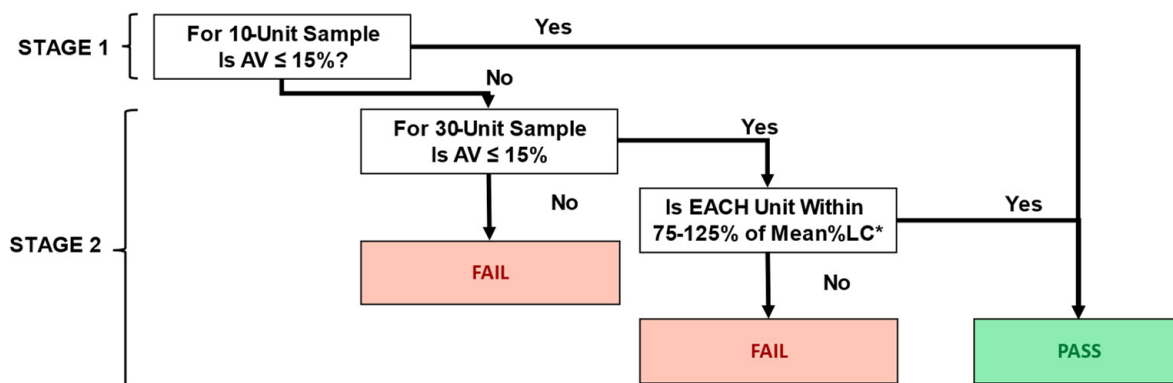 STAGE 1
For 10-Unit Sample
Is AV ≤ 15%?
Yes
No
For 30-Unit Sample
Is AV ≤ 15%
Yes
No
STAGE 2
Is EACH Unit Within
75-125% of Mean%LC*
Yes
No
FAIL
FAIL
PASS